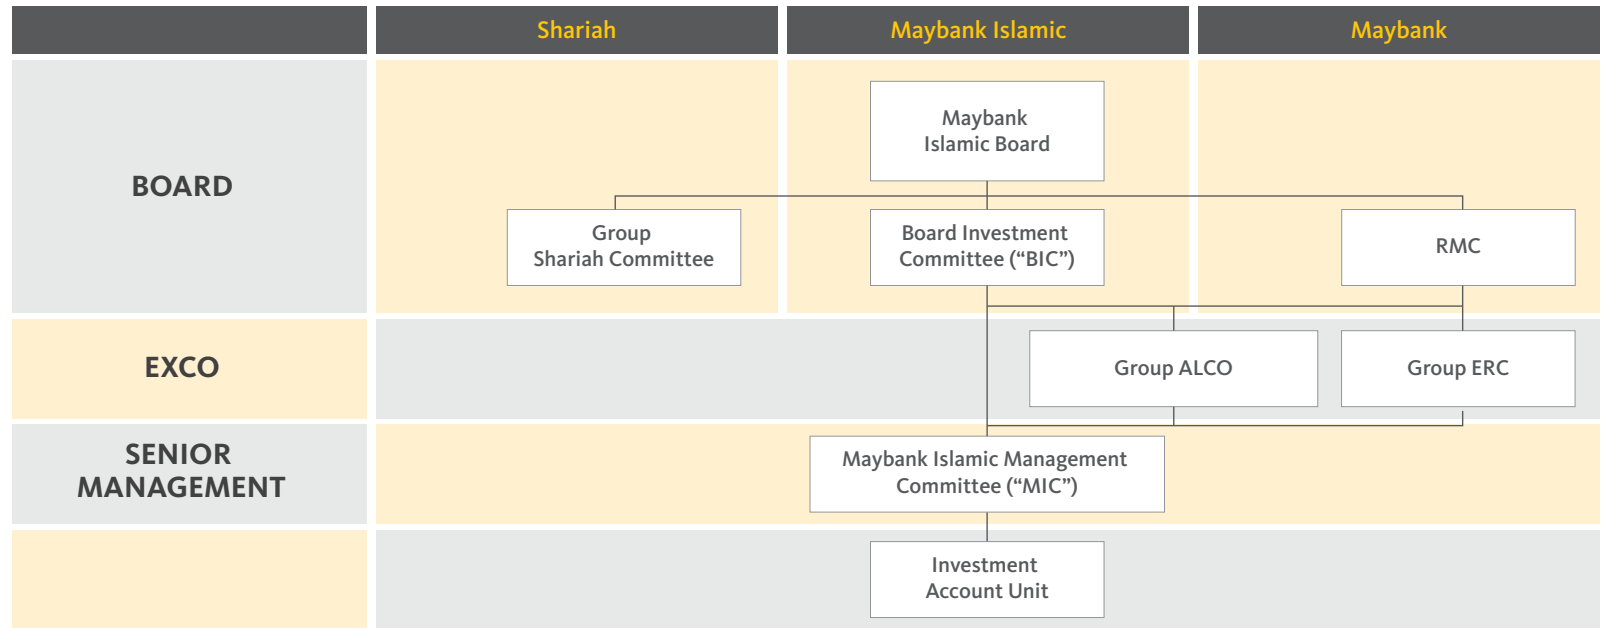 Shariah
Maybank Islamic
Maybank
BOARD
Maybank
Islamic Board
Group
Shariah Committee
Board Investment
Committee (“BIC”)
RMC
EXCO
Group ALCO
Group ERC
SENIOR
MANAGEMENT
Maybank Islamic Management
Committee (“MIC”)
Investment
Account Unit